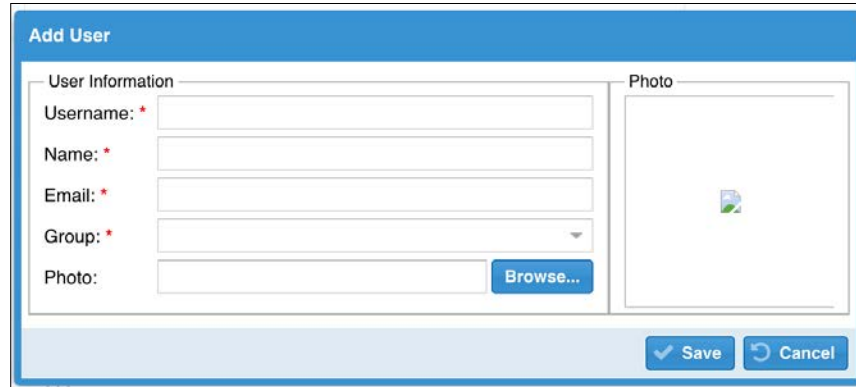 Add User
User Information
Photo
Username: *
Name: *
Email: *
Group: *
Photo:
Browse...
Save
Cancel